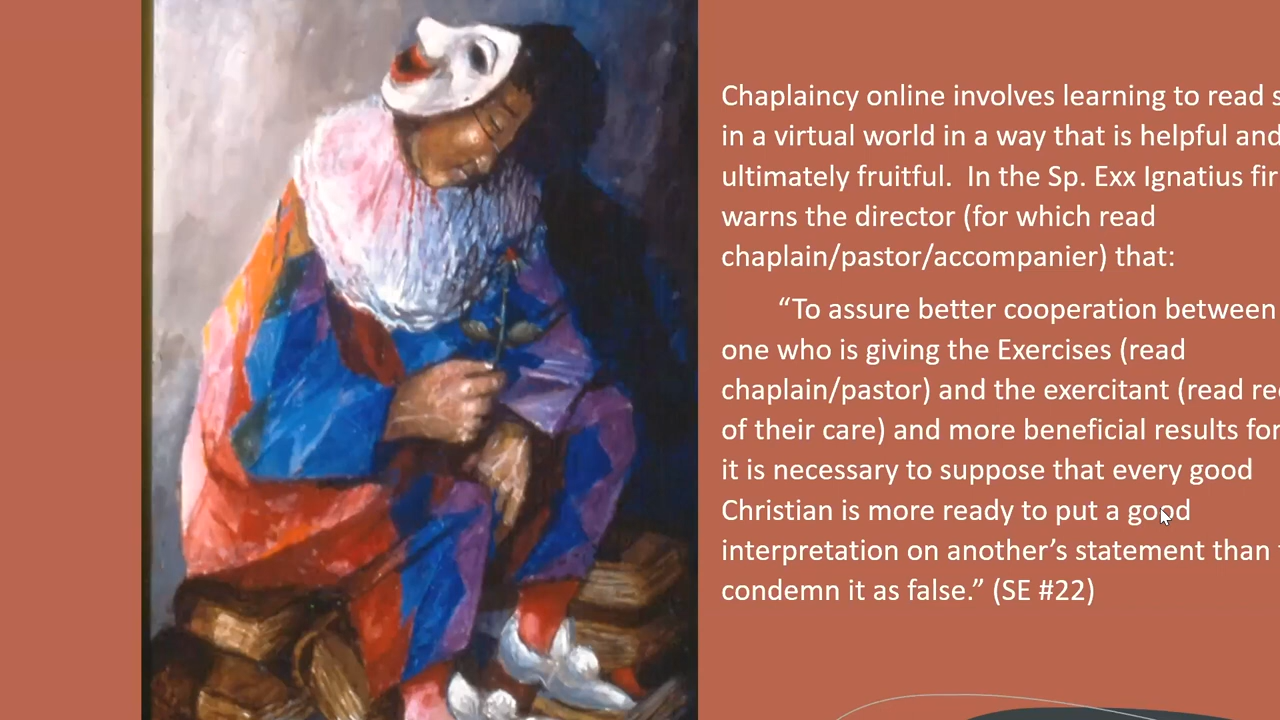 Chaplaincy online involves learning to read
in a virtual world in a way that is helpful and
ultimately fruitful.  In the Sp. Exx Ignatius
warns the director (for which read
chaplain/pastor/accompanier) that:
“To assure better cooperation between
one who is giving the Exercises (read
chaplain/pastor) and the exercitant (read
of their care) and more beneficial results for
it is necessary to suppose that every good
Christian is more ready to put a good
interpretation on another’s statement than
condemn it as false.” (SE #22)